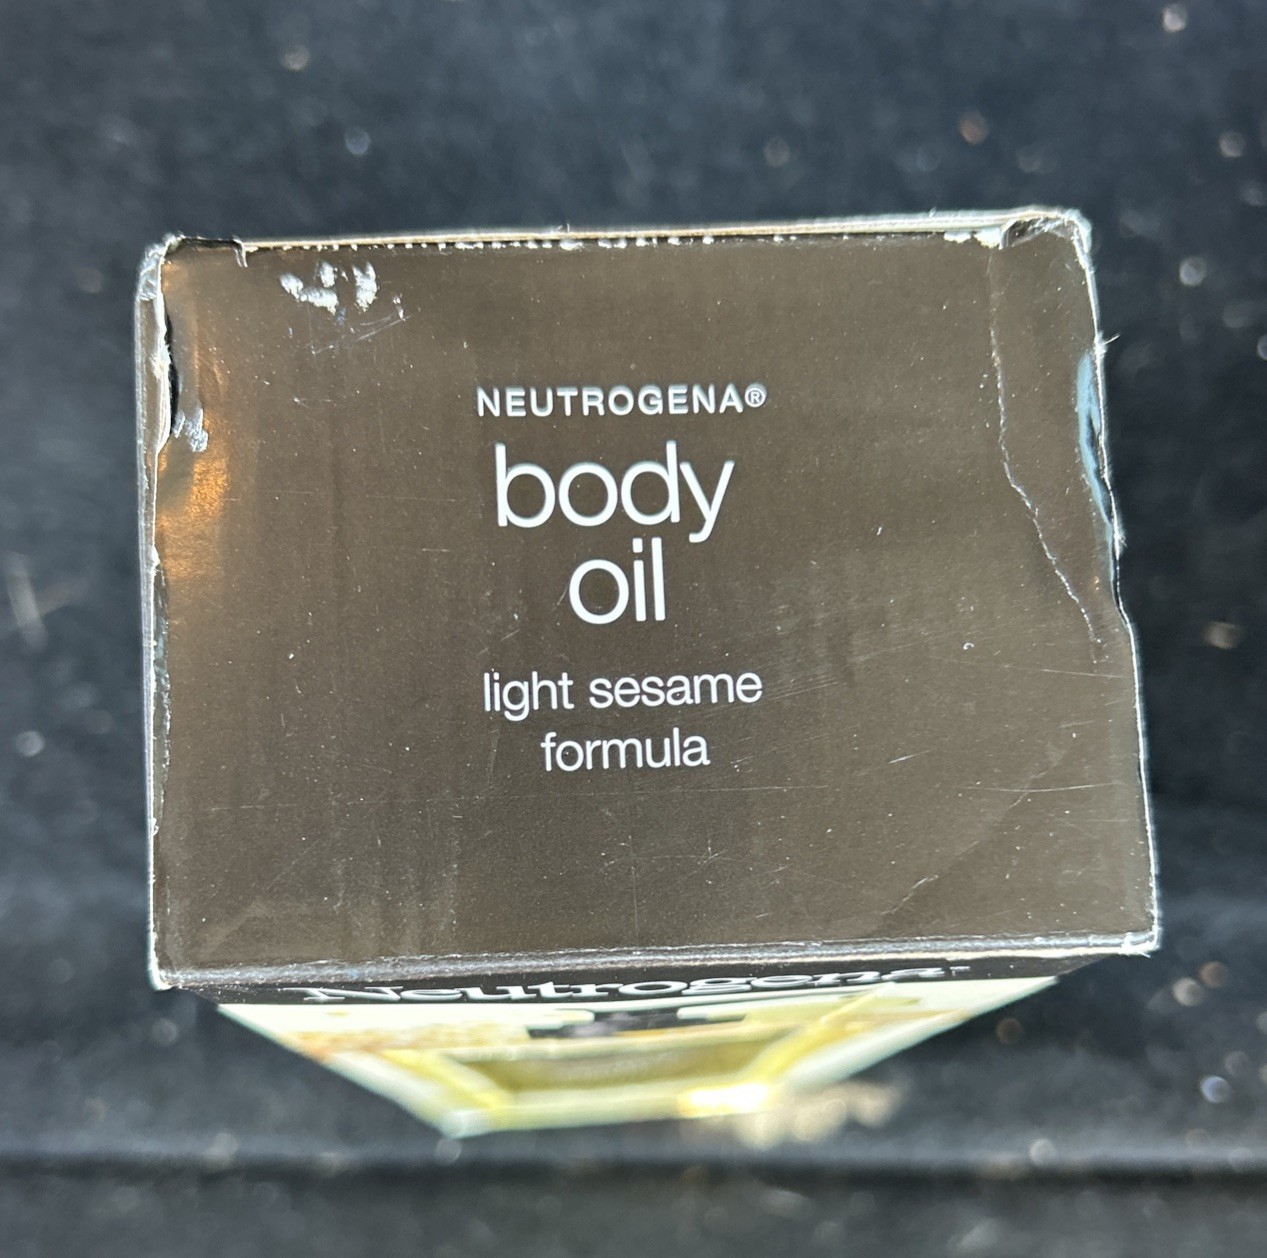 NEUTROGENA®
body
oil
light sesame
formula
Neutrogena